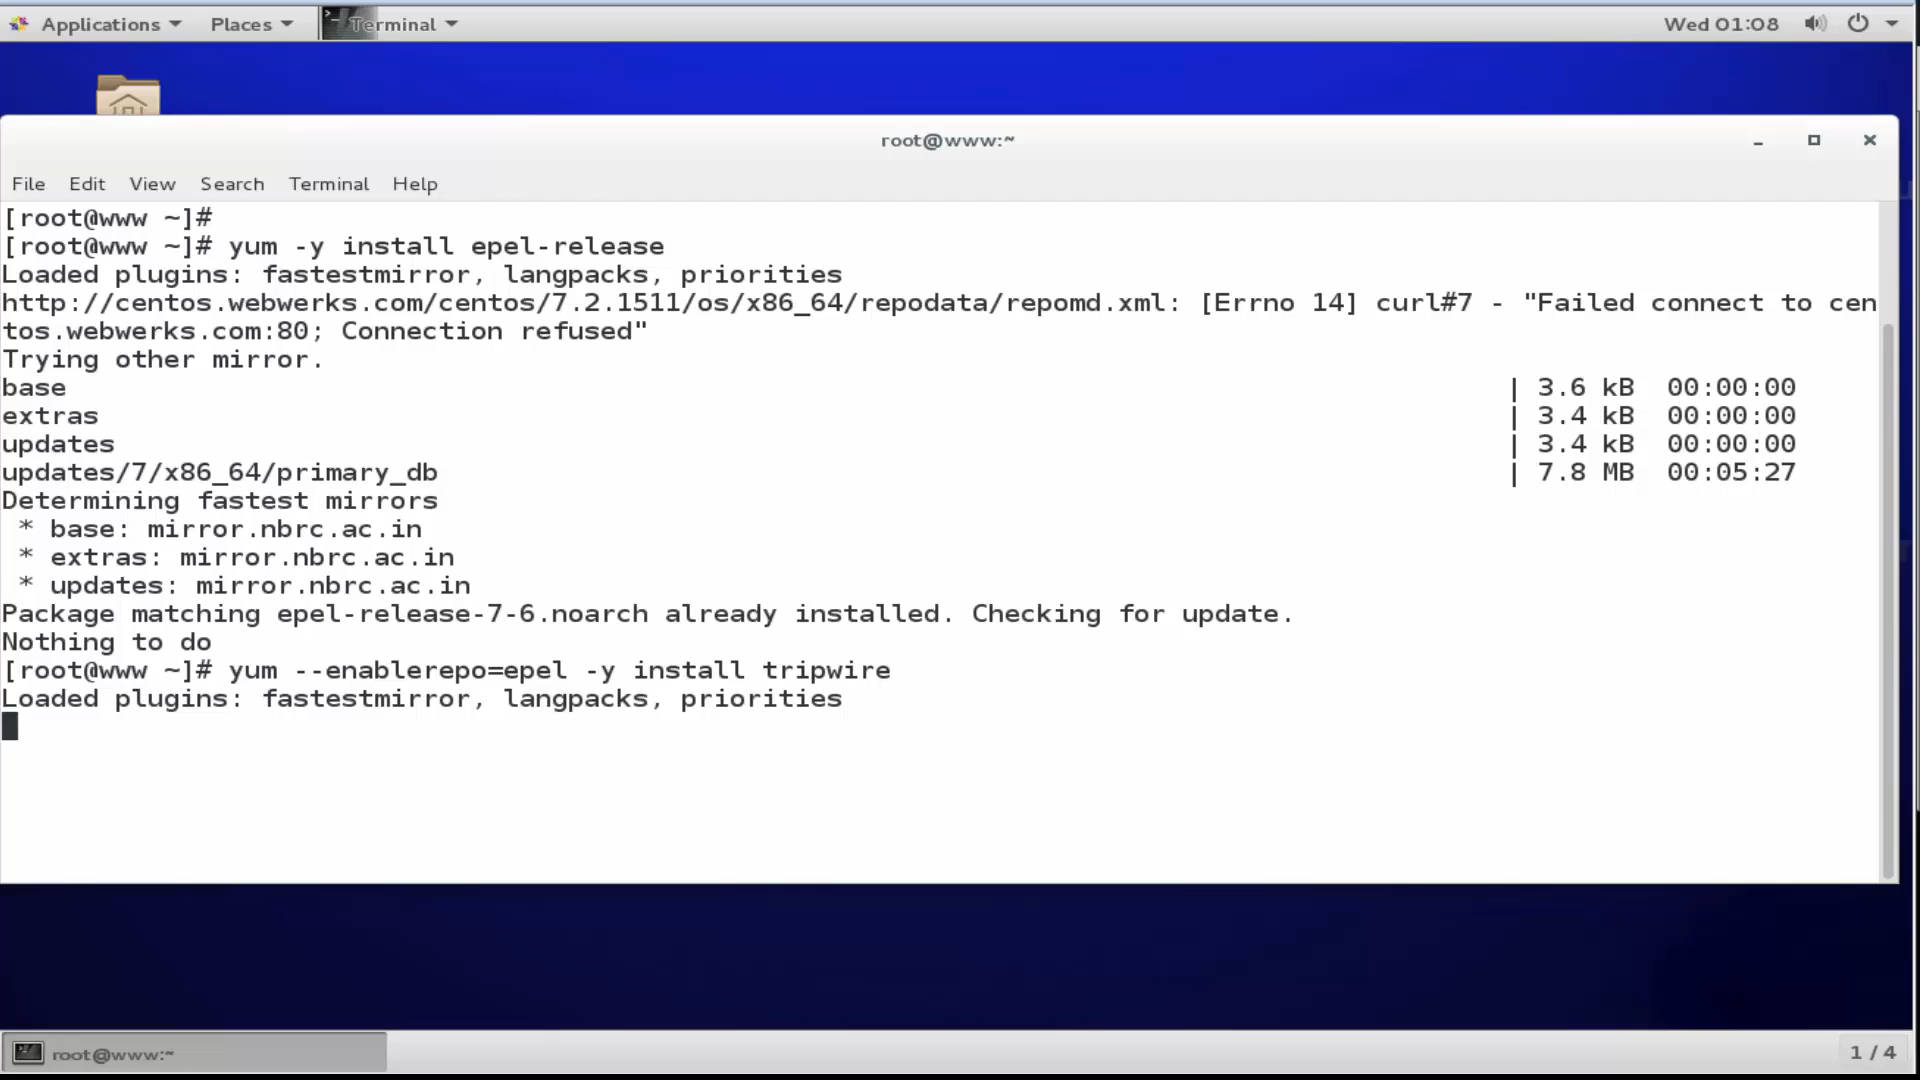 Applications Places Terminal Wed 01:08
root@www:~
File Edit View Search Terminal Help
[root@www ~]#
[root@www ~]# yum -y install epel-release
Loaded plugins: fastestmirror, langpacks, priorities
http://centos.webwerks.com/centos/7.2.1511/os/x86_64/repodata/repomd.xml: [Errno 14] curl#7 - "Failed connect to cen
tos.webwerks.com:80; Connection refused"
Trying other mirror.
base | 3.6 kB 00:00:00
extras | 3.4 kB 00:00:00
updates | 3.4 kB 00:00:00
updates/7/x86_64/primary_db | 7.8 MB 00:05:27
Determining fastest mirrors
 * base: mirror.nbrc.ac.in
 * extras: mirror.nbrc.ac.in
 * updates: mirror.nbrc.ac.in
Package matching epel-release-7-6.noarch already installed. Checking for update.
Nothing to do
[root@www ~]# yum --enablerepo=epel -y install tripwire
Loaded plugins: fastestmirror, langpacks, priorities
root@www:~ 1 / 4